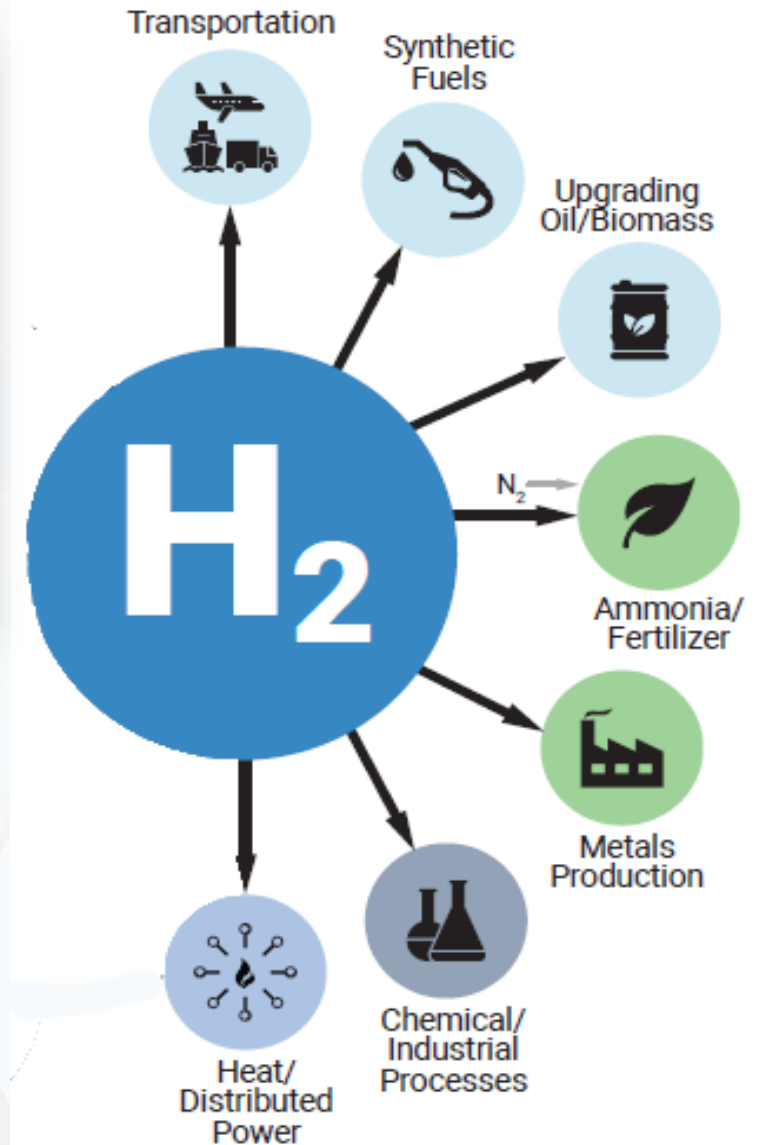 Transportation
Synthetic
Fuels
Upgrading
Oil/Biomass
H₂
N₂
Ammonia/
Fertilizer
Metals
Production
Chemical/
Industrial
Processes
Heat/
Distributed
Power